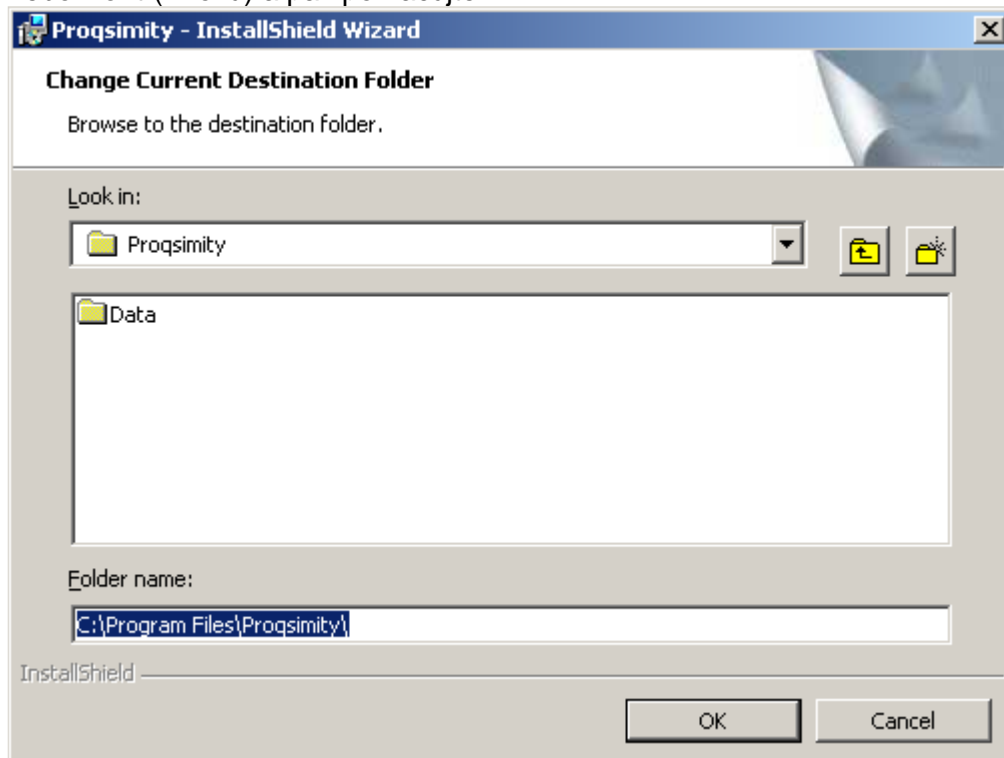 Proqsimity - InstallShield Wizard
Change Current Destination Folder
Browse to the destination folder.
Look in:
Proqsimity
Data
Folder name:
C:\Program Files\Proqsimity\
InstallShield
OK Cancel